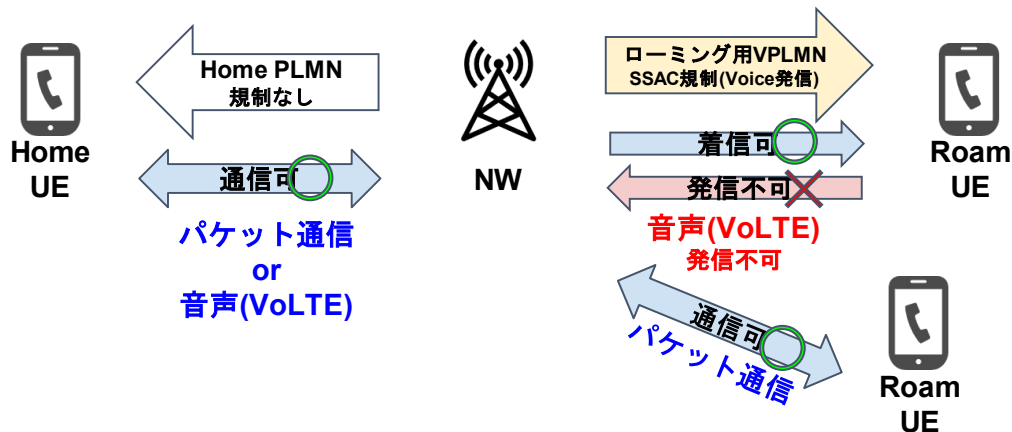 Home PLMN
規制なし
Home
UE
通信可
パケット通信
or
音声(VoLTE)
NW
ローミング用VPLMN
SSAC規制(Voice発信)
着信可
発信不可
音声(VoLTE)
発信不可
Roam
UE
通信可
パケット通信
Roam
UE